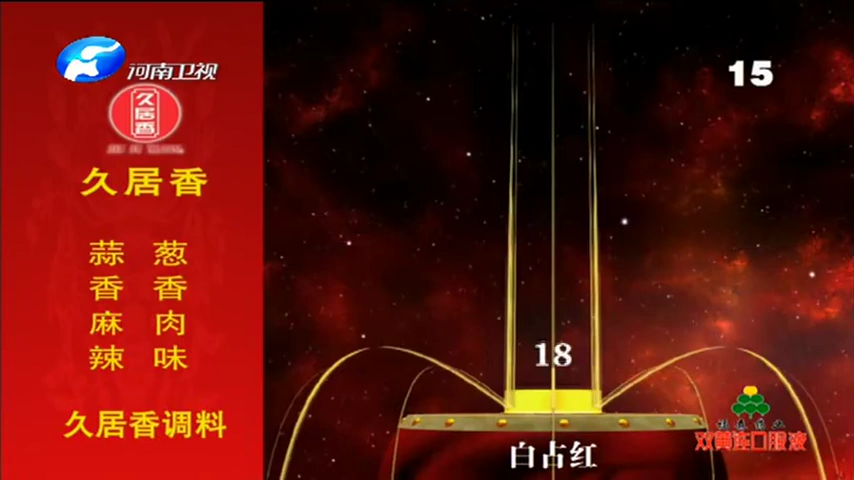 河南卫视
久居香
久居香
蒜 葱
香 香
麻 肉
辣 味
久居香调料
15
18
白占红
双黄连口服液